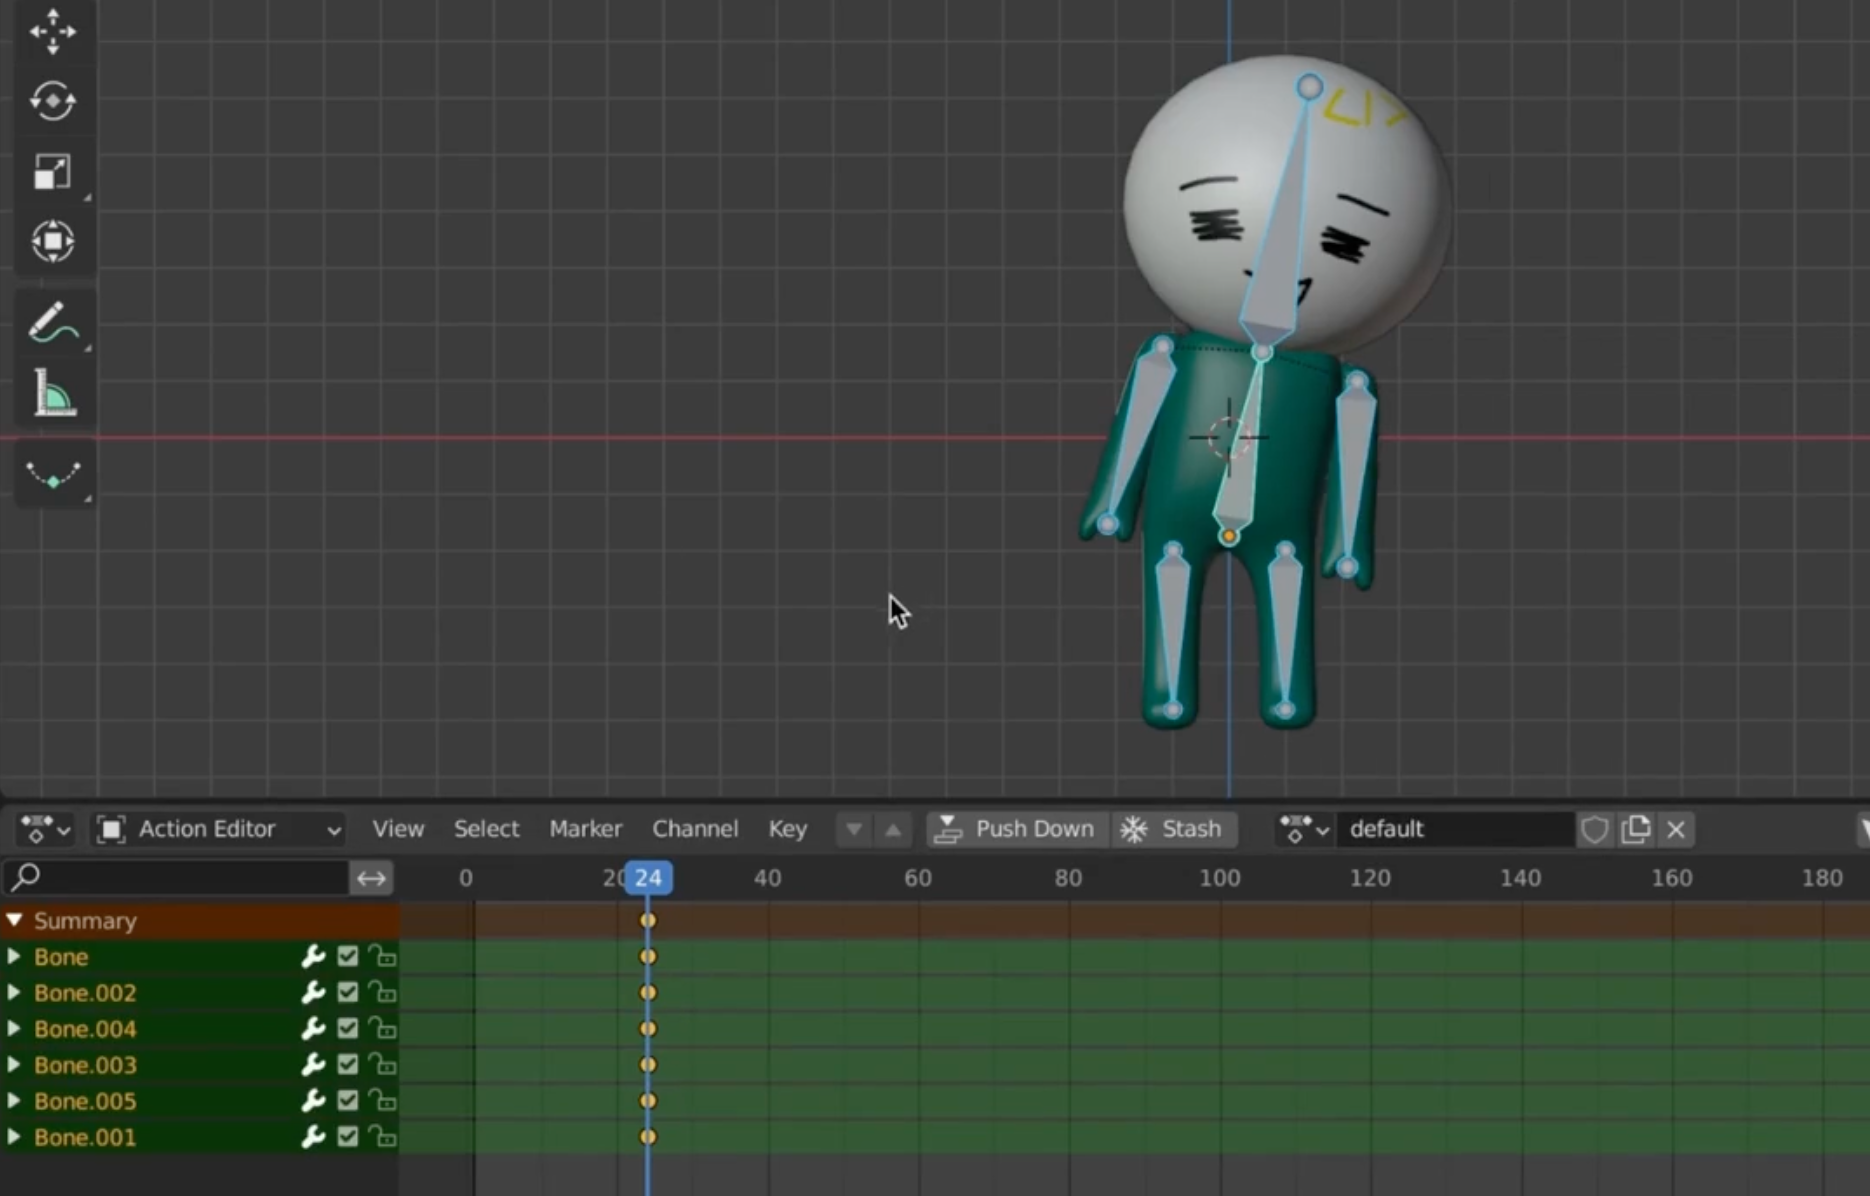 Action Editor View Select Marker Channel Key Push Down Stash default
0 20 24 40 60 80 100 120 140 160 180
Summary
Bone
Bone.002
Bone.004
Bone.003
Bone.005
Bone.001